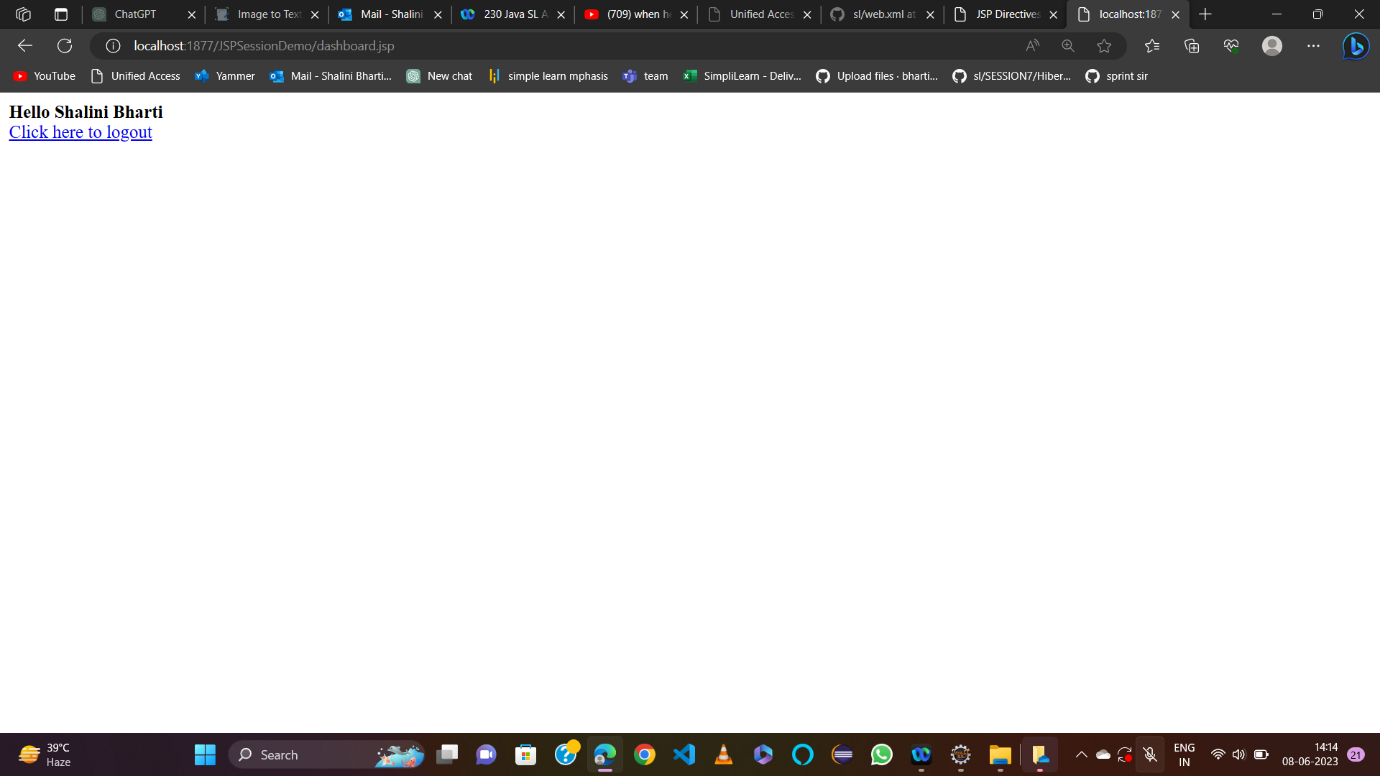 ChatGPT
Image to Text
Mail - Shalini
230 Java SL A
(709) when he
Unified Acces
sl/web.xml at
JSP Directives
localhost:187
localhost:1877/JSPSessionDemo/dashboard.jsp
YouTube
Unified Access
Yammer
Mail - Shalini Bharti...
New chat
simple learn mphasis
team
SimpliLearn - Deliv...
Upload files · bharti...
sl/SESSION7/Hiber...
sprint sir
Hello Shalini Bharti
Click here to logout
39°C
Haze
Search
ENG
IN
14:14
08-06-2023
21